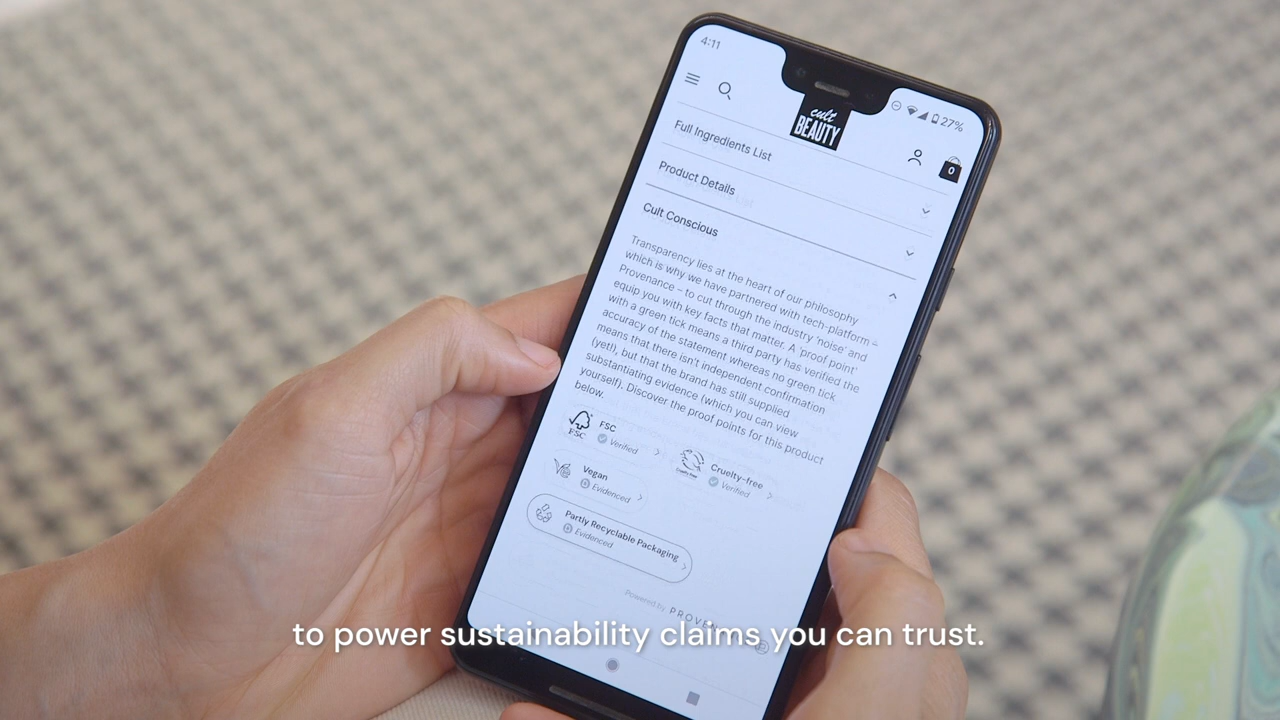 4:11
27%
cult
BEAUTY
0
Full Ingredients List
Product Details
Cult Conscious
Transparency lies at the heart of our philosophy
which is why we have partnered with tech-platform
Provenance – to cut through the industry 'noise' and
equip you with key facts that matter. A 'proof point'
with a green tick means a third party has verified the
accuracy of the statement whereas no green tick
means that there isn't independent confirmation
(yet!), but that the brand has still supplied
substantiating evidence (which you can view
yourself). Discover the proof points for this product
below.
FSC
FSC
Verified
Cruelty-free
Verified
Vegan
Evidenced
Partly Recyclable Packaging
Evidenced
Powered by
to power sustainability claims you can trust.